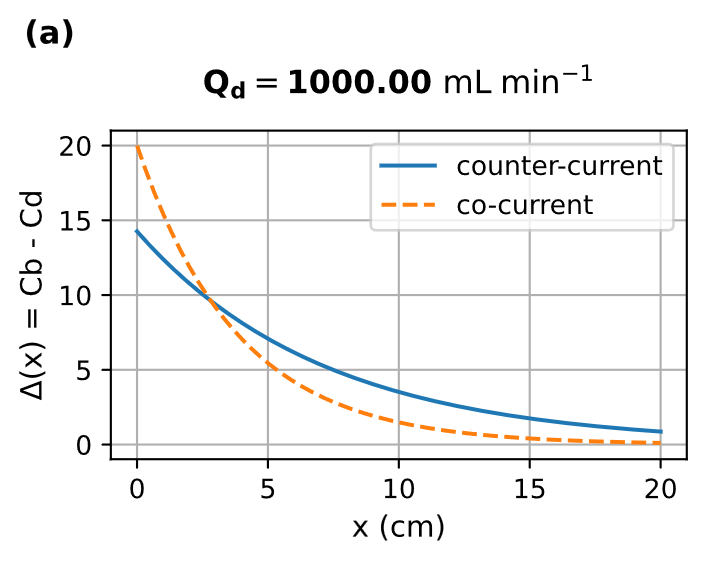 (a)
Q_d = 1000.00 mL min⁻¹
20
15
10
5
0
Δ(x) = Cb - Cd
counter-current
co-current
0 5 10 15 20
x (cm)